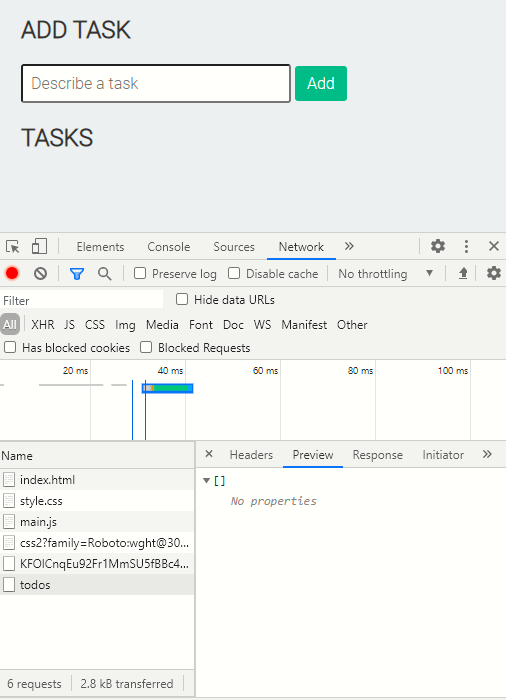 ADD TASK
Describe a task Add
TASKS
Elements Console Sources Network »
Preserve log Disable cache No throttling
Filter Hide data URLs
All XHR JS CSS Img Media Font Doc WS Manifest Other
Has blocked cookies Blocked Requests
20 ms 40 ms 60 ms 80 ms 100 ms
Name × Headers Preview Response Initiator »
index.html
style.css
main.js
css2?family=Roboto:wght@30...
KFOlCnqEu92Fr1MmSU5fBBc4...
todos
[]
No properties
6 requests 2.8 kB transferred